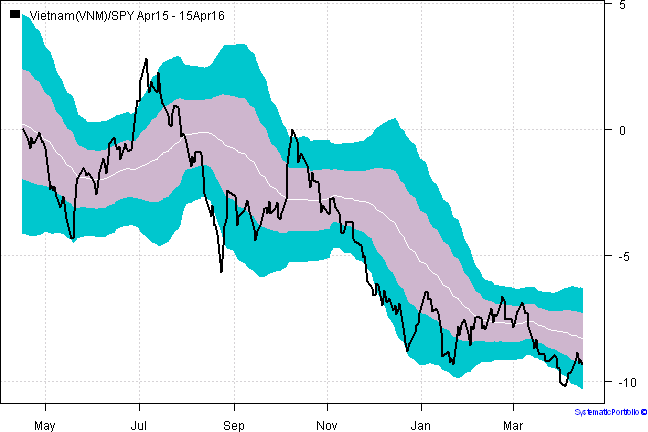 Vietnam(VNM)/SPY Apr15 - 15Apr16
5
0
-5
-10
May Jul Sep Nov Jan Mar
SystematicPortfolio ©